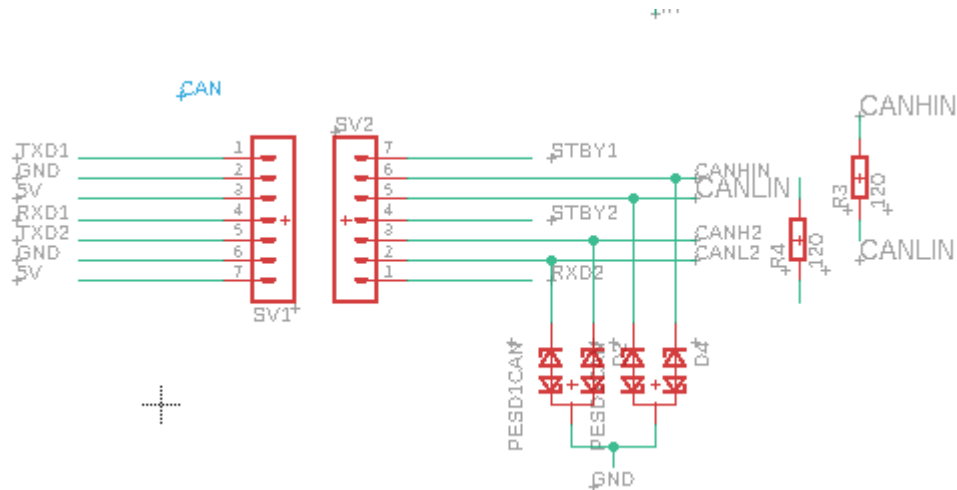 CAN
CANHIN
SV2
TXD1 1 7 STBY1
GND 2 6 CANHIN
5V 3 5 CANLIN
RXD1 4 4 STBY2
TXD2 5 3 CANH2
GND 6 2 CANL2
5V 7 1 RXD2
R3 120
R4 120
CANLIN
SV1
PESD1CAN
D4
GND